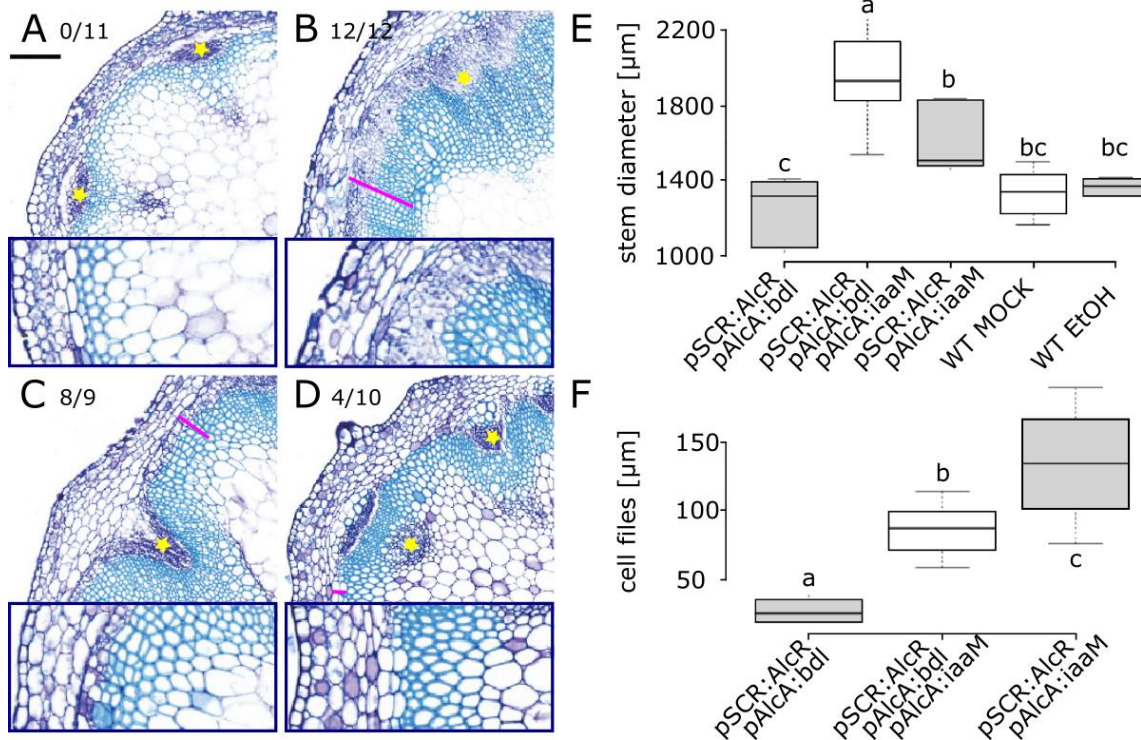 A 0/11
B 12/12
C 8/9
D 4/10
E
stem diameter [µm]
2200
1800
1400
1000
a
b
c
bc
bc
pSCR::AlcR
pAlcA::bdl
pSCR::AlcR
pAlcA::bdl
pAlcA::iaaM
pSCR::AlcR
pAlcA::iaaM
WT MOCK
WT EtOH
F
cell files [µm]
150
100
50
a
b
c
pSCR::AlcR
pAlcA::bdl
pSCR::AlcR
pAlcA::bdl
pAlcA::iaaM
pSCR::AlcR
pAlcA::iaaM